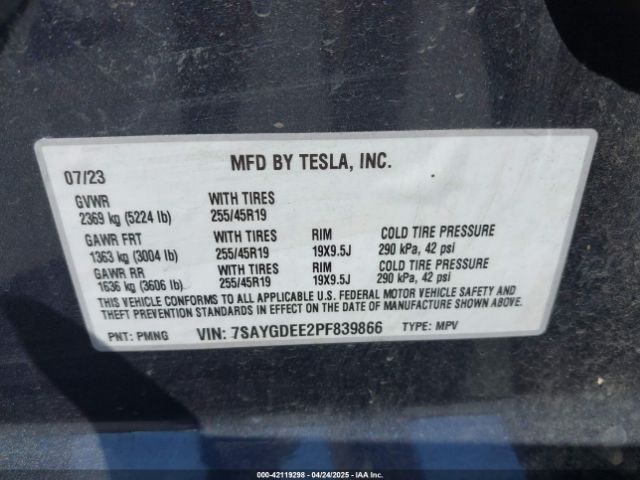 07/23 MFD BY TESLA, INC.
GVWR WITH TIRES
2369 kg (5224 lb) 255/45R19
GAWR FRT WITH TIRES RIM COLD TIRE PRESSURE
1363 kg (3004 lb) 255/45R19 19X9.5J 290 kPa, 42 psi
GAWR RR WITH TIRES RIM COLD TIRE PRESSURE
1636 kg (3606 lb) 255/45R19 19X9.5J 290 kPa, 42 psi
THIS VEHICLE CONFORMS TO ALL APPLICABLE U.S. FEDERAL MOTOR VEHICLE SAFETY AND
THEFT PREVENTION STANDARDS IN EFFECT ON THE DATE OF MANUFACTURE SHOWN ABOVE.
PNT: PMNG VIN: 7SAYGDEE2PF839866 TYPE: MPV
000-42119298 - 04/24/2025 - IAA Inc.